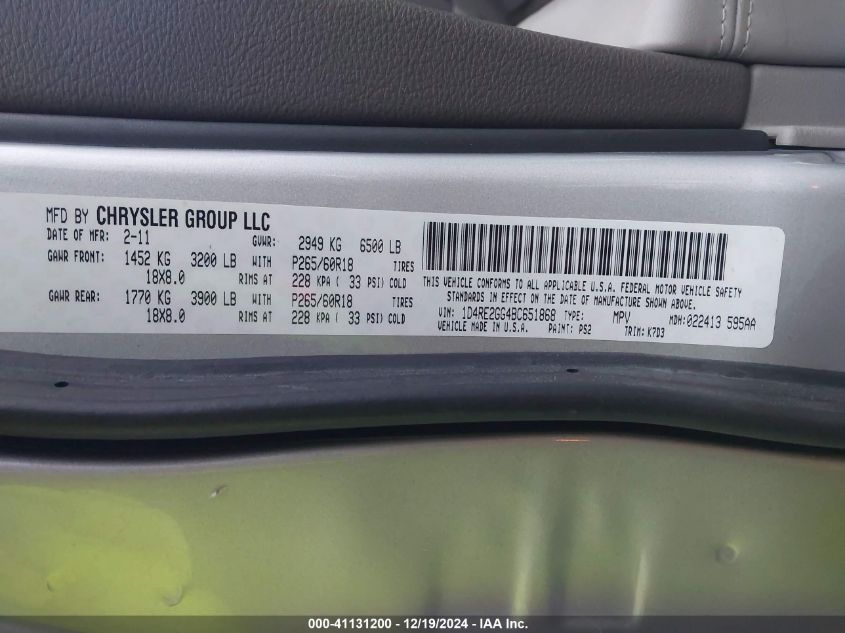 MFD BY CHRYSLER GROUP LLC
DATE OF MFR: 2-11 GVWR: 2949 KG 6500 LB
GAWR FRONT: 1452 KG 3200 LB WITH P265/60R18 TIRES
18X8.0 RIMS AT 228 KPA ( 33 PSI) COLD
GAWR REAR: 1770 KG 3900 LB WITH P265/60R18 TIRES
18X8.0 RIMS AT 228 KPA ( 33 PSI) COLD
THIS VEHICLE CONFORMS TO ALL APPLICABLE U.S.A. FEDERAL MOTOR VEHICLE SAFETY
STANDARDS IN EFFECT ON THE DATE OF MANUFACTURE SHOWN ABOVE.
VIN: 1D4RE2GG4BC651868 TYPE: MPV MDH:022413 595AA
VEHICLE MADE IN U.S.A. PAINT: PS2 TRIM: K7D3
000-41131200 - 12/19/2024 - IAA Inc.